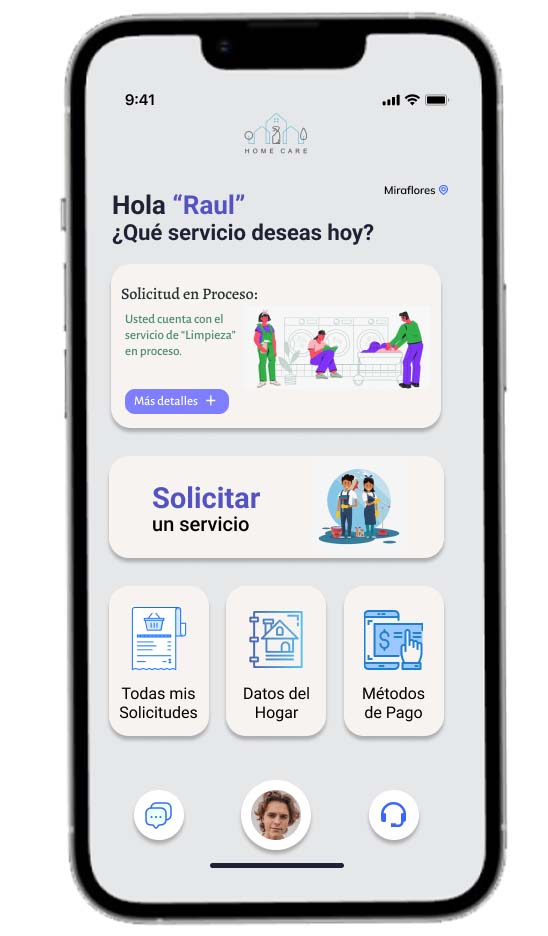 9:41
HOME CARE
Miraflores
Hola “Raul”
¿Qué servicio deseas hoy?
Solicitud en Proceso:
Usted cuenta con el
servicio de “Limpieza”
en proceso.
Más detalles +
Solicitar
un servicio
Todas mis
Solicitudes
Datos del
Hogar
Métodos
de Pago